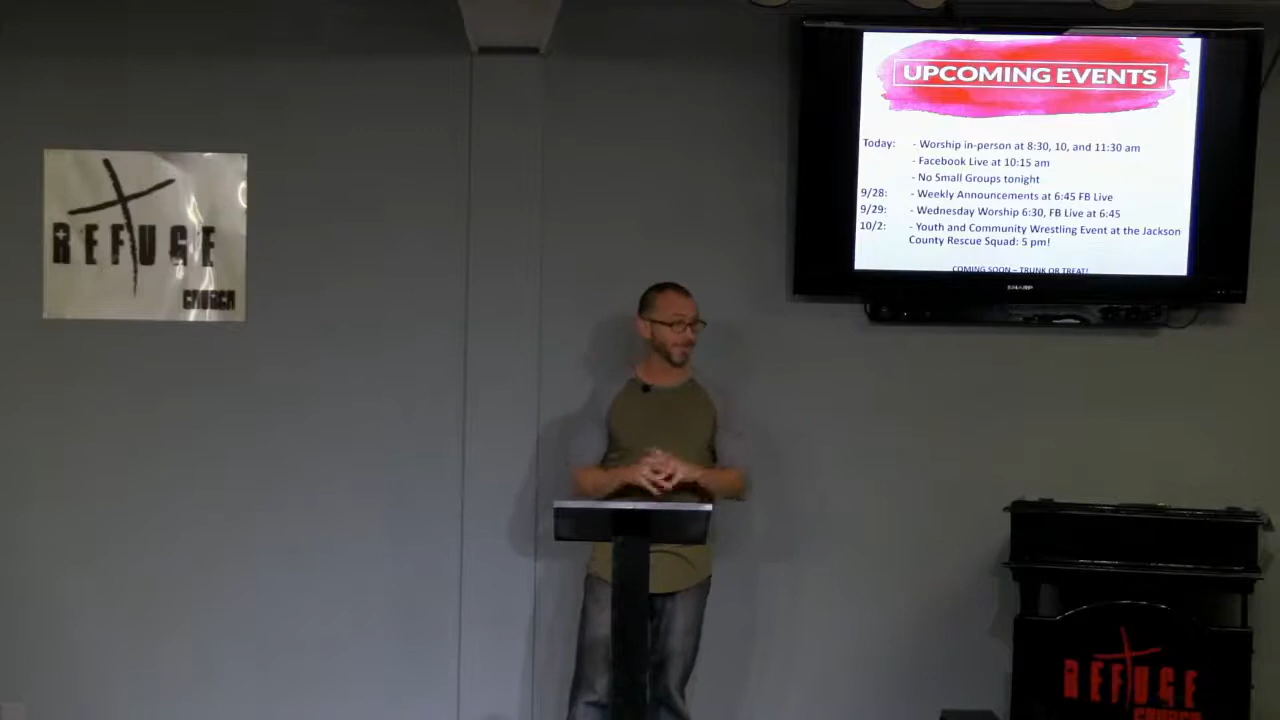 REFUGE
CHURCH
UPCOMING EVENTS
Today: - Worship in-person at 8:30, 10, and 11:30 am
- Facebook Live at 10:15 am
- No Small Groups tonight
9/28: - Weekly Announcements at 6:45 FB Live
9/29: - Wednesday Worship 6:30, FB Live at 6:45
10/2: - Youth and Community Wrestling Event at the Jackson
County Rescue Squad: 5 pm!
COMING SOON – TRUNK OR TREAT!
SHARP
REFUGE
CHURCH